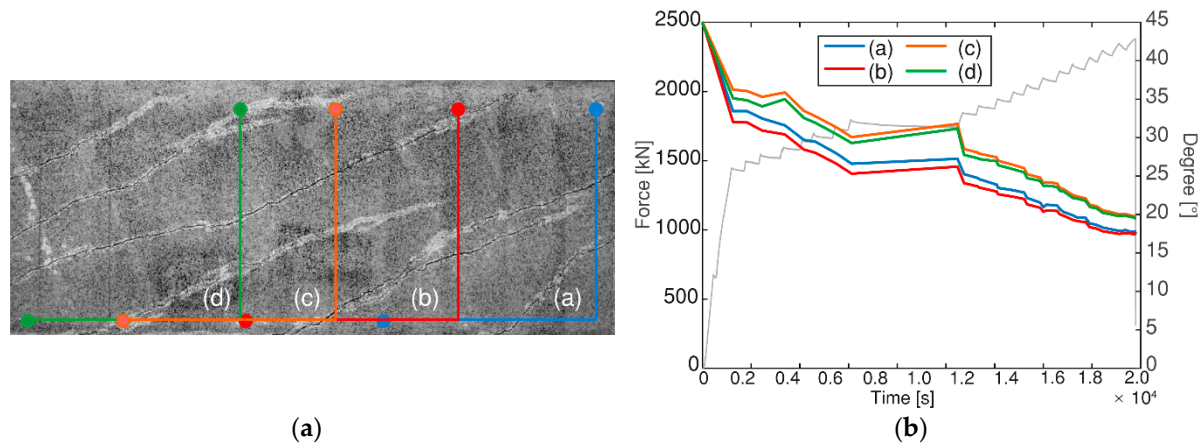 (d)
(c)
(b)
(a)
Force [kN]
2500
2000
1500
1000
500
0
(a)
(c)
(b)
(d)
45
40
35
30
25
20
15
10
5
0
Degree [°]
0 0.2 0.4 0.6 0.8 1.0 1.2 1.4 1.6 1.8 2.0
Time [s]
× 10⁴
(a)
(b)